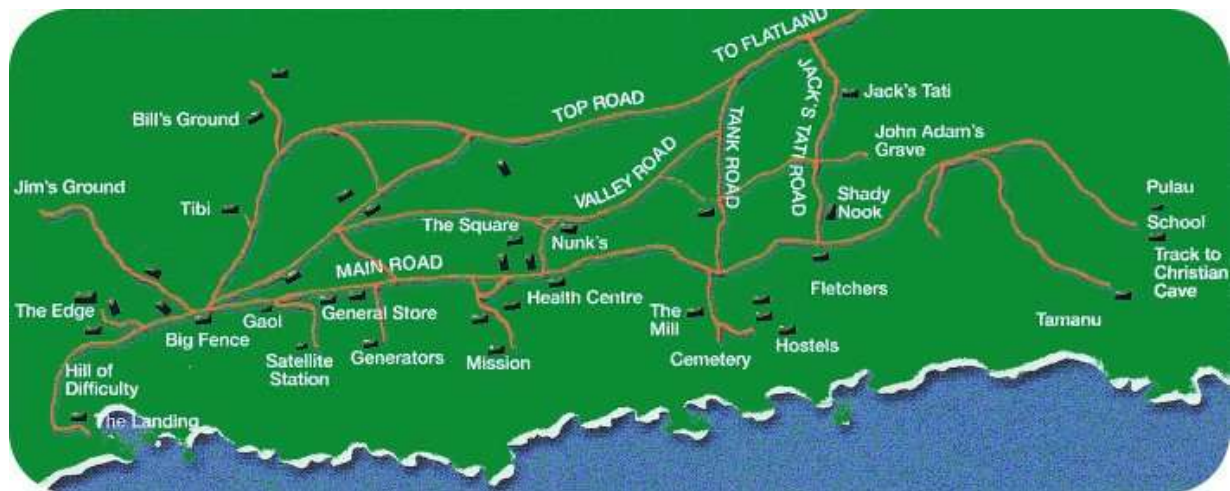 TO FLATLAND
TOP ROAD
JACK'S TATI ROAD
Jack's Tati
Bill's Ground
TANK ROAD
John Adam's
Grave
VALLEY ROAD
Jim's Ground
Tibi
Shady
Nook
Pulau
School
The Square
Nunk's
Track to
Christian
Cave
MAIN ROAD
The Edge
Big Fence
Gaol
General Store
Health Centre
The
Mill
Fletchers
Tamanu
Satellite
Station
Generators
Mission
Cemetery
Hostels
Hill of
Difficulty
The Landing